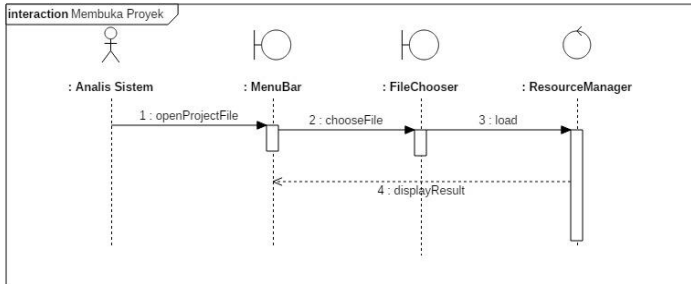 interaction Membuka Proyek
: Analis Sistem
: MenuBar
: FileChooser
: ResourceManager
1 : openProjectFile
2 : chooseFile
3 : load
4 : displayResult